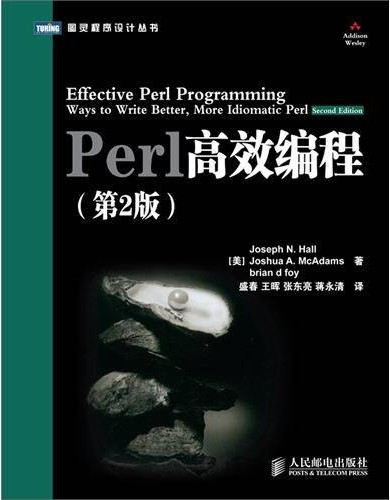 TURING 图灵程序设计丛书
Addison
Wesley
Effective Perl Programming
Ways to Write Better, More Idiomatic Perl Second Edition
Perl高效编程
（第2版）
Joseph N. Hall
[美] Joshua A. McAdams 著
brian d foy
盛春 王晖 张东亮 蒋永清 译
人民邮电出版社
POSTS & TELECOM PRESS